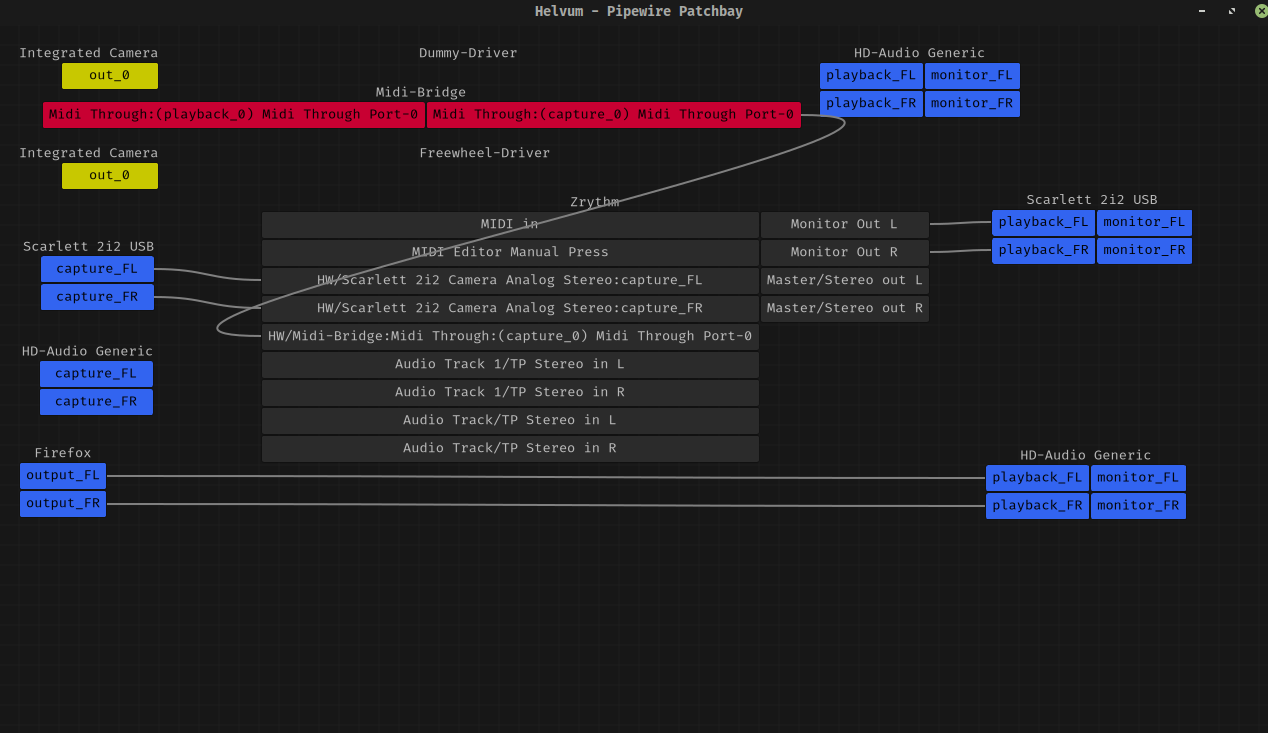 Helvum - Pipewire Patchbay
Integrated Camera
out_0
Dummy-Driver
HD-Audio Generic
playback_FL monitor_FL
playback_FR monitor_FR
Midi-Bridge
Midi Through:(playback_0) Midi Through Port-0 Midi Through:(capture_0) Midi Through Port-0
Integrated Camera
out_0
Freewheel-Driver
Zrythm
MIDI in Monitor Out L
MIDI Editor Manual Press Monitor Out R
HW/Scarlett 2i2 Camera Analog Stereo:capture_FL Master/Stereo out L
HW/Scarlett 2i2 Camera Analog Stereo:capture_FR Master/Stereo out R
HW/Midi-Bridge:Midi Through:(capture_0) Midi Through Port-0
Audio Track 1/TP Stereo in L
Audio Track 1/TP Stereo in R
Audio Track/TP Stereo in L
Audio Track/TP Stereo in R
Scarlett 2i2 USB
playback_FL monitor_FL
playback_FR monitor_FR
Scarlett 2i2 USB
capture_FL
capture_FR
HD-Audio Generic
capture_FL
capture_FR
Firefox
output_FL
output_FR
HD-Audio Generic
playback_FL monitor_FL
playback_FR monitor_FR